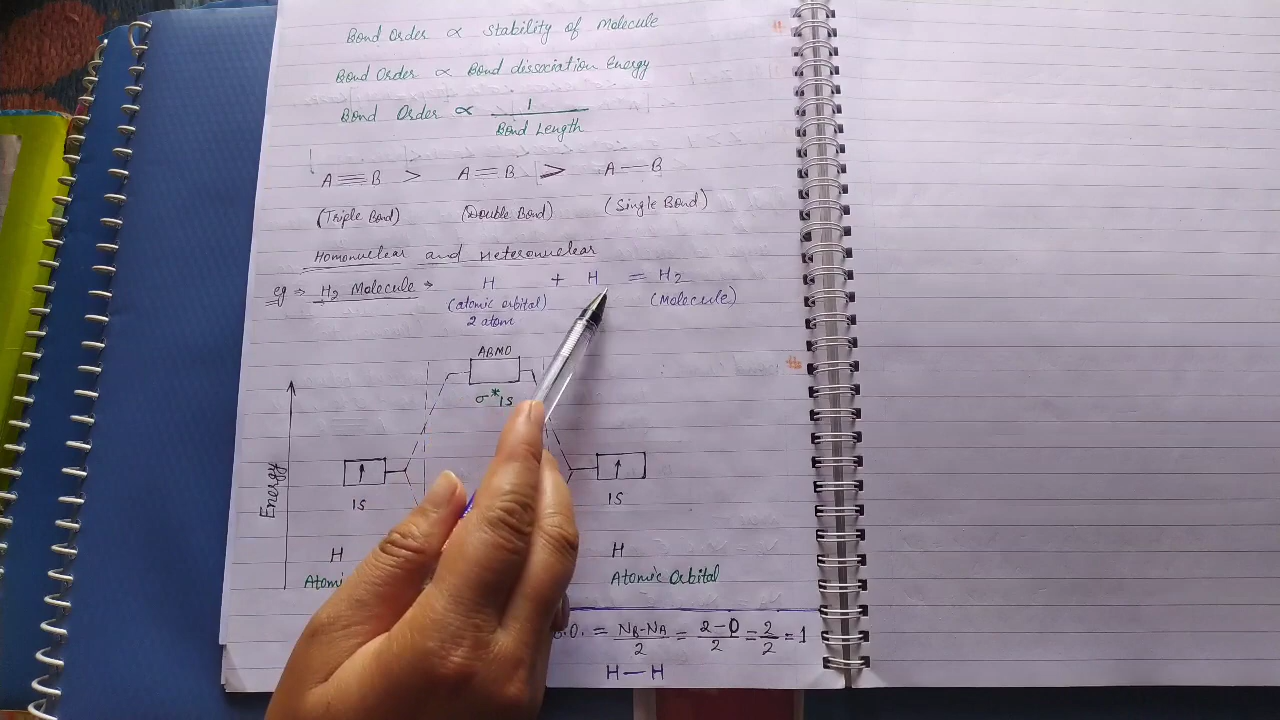 Bond Order ∝ Stability of Molecule
Bond Order ∝ Bond dissociation Energy
Bond Order ∝ 1 / Bond Length
A≡B > A=B > A—B
(Triple Bond) (Double Bond) (Single Bond)
Homonuclear and Heteronuclear
eg ⇒ H2 Molecule → H + H = H2
(atomic orbital) (Molecule)
2 atom
ABMO
σ*1s
Energy
↑ ↑
1S 1S
H H
Atomic Orbital
= NB-NA / 2 = 2-0 / 2 = 2 / 2 = 1
H—H